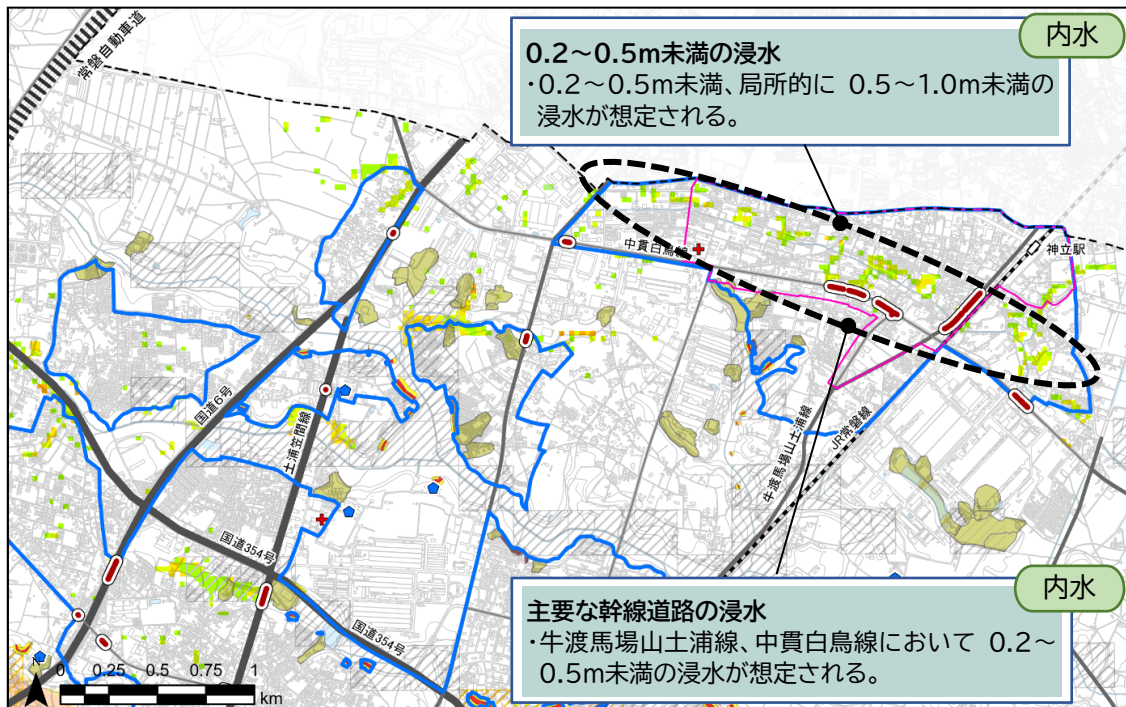 常磐自動車道
内水
0.2～0.5m未満の浸水
・0.2～0.5m未満、局所的に 0.5～1.0m未満の
浸水が想定される。
中貫白鳥線
神立駅
国道6号
土浦笠間線
牛渡馬場山土浦線
JR常磐線
国道354号
国道354号
内水
主要な幹線道路の浸水
・牛渡馬場山土浦線、中貫白鳥線において 0.2～
0.5m未満の浸水が想定される。
N
0 0.25 0.5 0.75 1
km